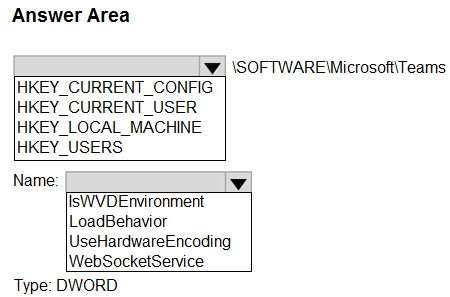 Answer Area
\SOFTWARE\Microsoft\Teams
HKEY_CURRENT_CONFIG
HKEY_CURRENT_USER
HKEY_LOCAL_MACHINE
HKEY_USERS
Name:
IsWVDEnvironment
LoadBehavior
UseHardwareEncoding
WebSocketService
Type: DWORD